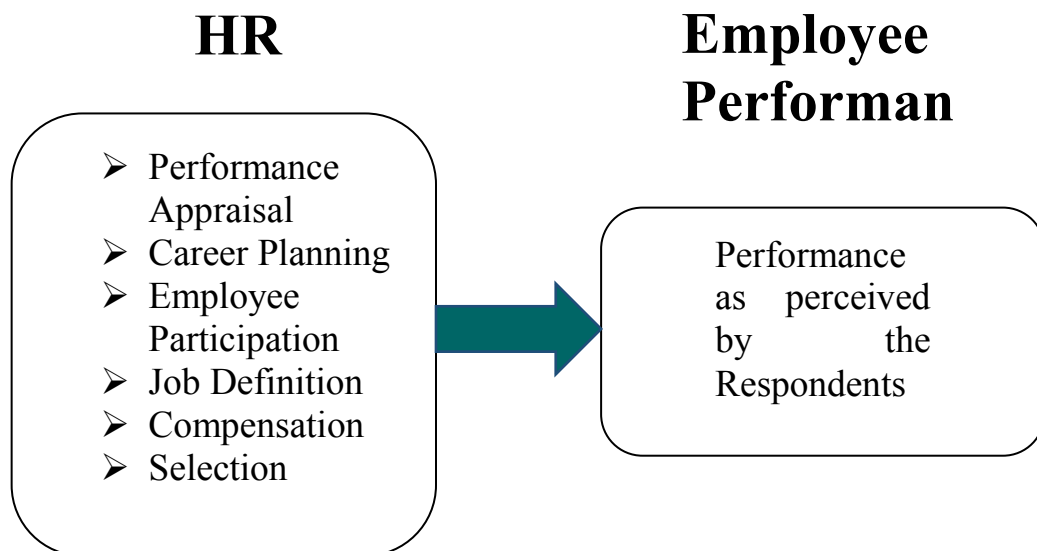 HR
Employee
Performan
➢ Performance
Appraisal
➢ Career Planning
➢ Employee
Participation
➢ Job Definition
➢ Compensation
➢ Selection
Performance
as perceived
by the
Respondents